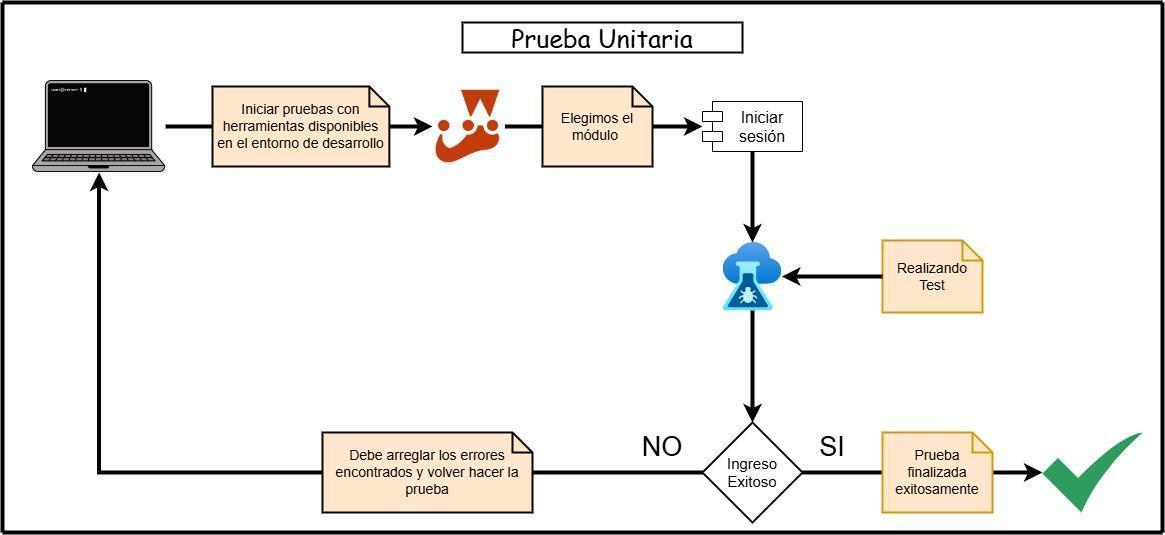 Prueba Unitaria
Iniciar pruebas con
herramientas disponibles
en el entorno de desarrollo
Elegimos el
módulo
Iniciar
sesión
Realizando
Test
Debe arreglar los errores
encontrados y volver hacer la
prueba
NO
Ingreso
Exitoso
SI
Prueba
finalizada
exitosamente